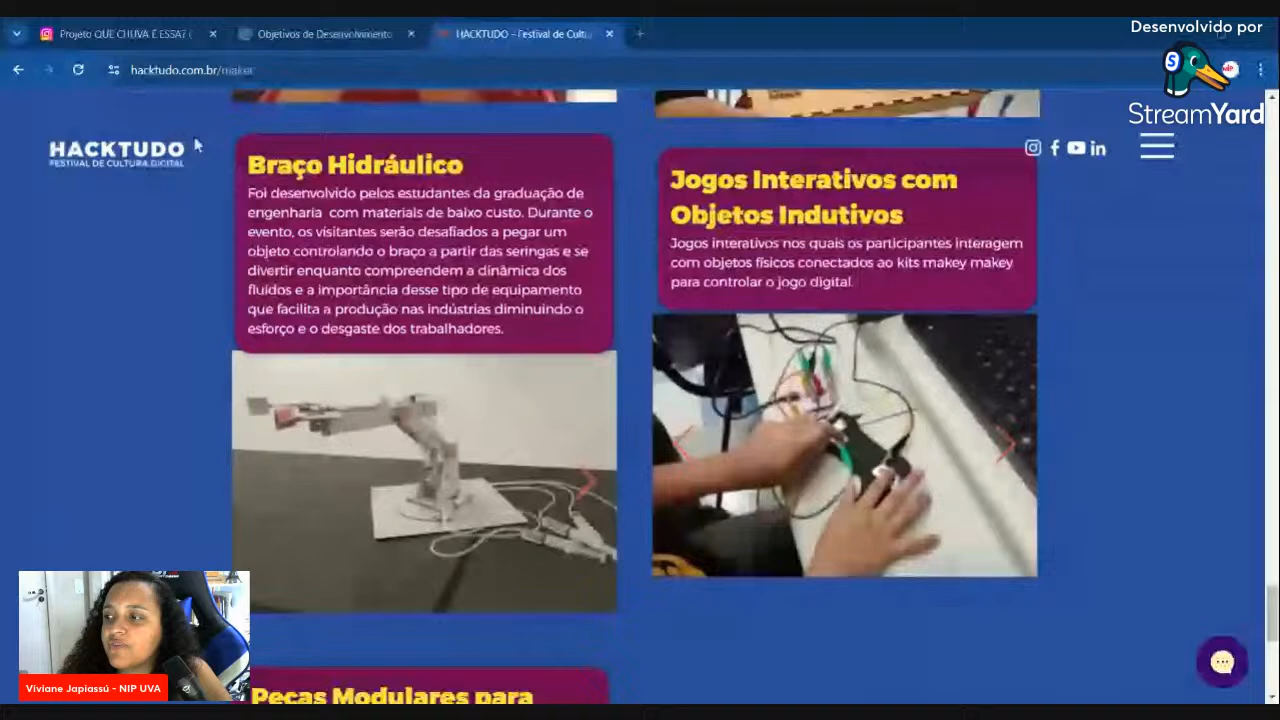 Projeto QUE CHUVA É ESSA? (
Objetivos de Desenvolvimento
HACKTUDO – Festival de Cultu
Desenvolvido por
hacktudo.com.br/maker
StreamYard
HACKTUDO
FESTIVAL DE CULTURA DIGITAL
Braço Hidráulico
Foi desenvolvido pelos estudantes da graduação de
engenharia com materiais de baixo custo. Durante o
evento, os visitantes serão desafiados a pegar um
objeto controlando o braço a partir das seringas e se
divertir enquanto compreendem a dinâmica dos
fluidos e a importância desse tipo de equipamento
que facilita a produção nas indústrias diminuindo o
esforço e o desgaste dos trabalhadores.
Jogos Interativos com
Objetos Indutivos
Jogos interativos nos quais os participantes interagem
com objetos físicos conectados ao kits makey makey
para controlar o jogo digital.
Viviane Japiassú - NIP UVA
Peças Modulares para